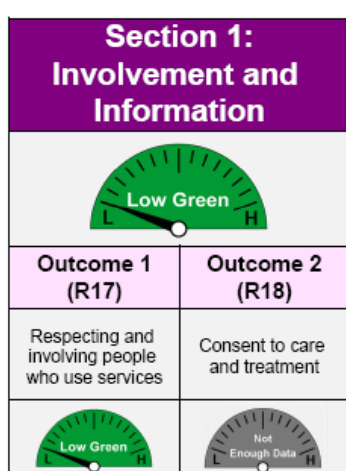 Section 1:
Involvement and
Information
Low Green
L H
Outcome 1
(R17)
Outcome 2
(R18)
Respecting and
involving people
who use services
Consent to care
and treatment
Low Green
L H
Not
Enough Data
L H